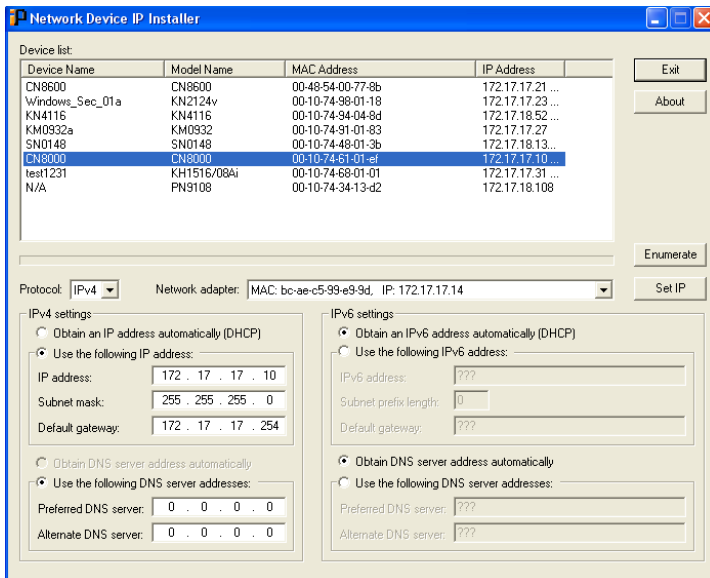 Network Device IP Installer
Device list:
Device Name Model Name MAC Address IP Address
CN8600 CN8600 00-48-54-00-77-8b 172.17.17.21 ...
Windows_Sec_01a KN2124v 00-10-74-98-01-18 172.17.17.23 ...
KN4116 KN4116 00-10-74-94-04-8d 172.17.18.52 ...
KM0932a KM0932 00-10-74-91-01-83 172.17.17.27
SN0148 SN0148 00-10-74-48-01-3b 172.17.18.13...
CN8000 CN8000 00-10-74-61-01-ef 172.17.17.10 ...
test1231 KH1516/08Ai 00-10-74-68-01-01 172.17.17.31 ...
N/A PN9108 00-10-74-34-13-d2 172.17.18.108
Exit
About
Enumerate
Protocol: IPv4 Network adapter: MAC: bc-ae-c5-99-e9-9d, IP: 172.17.17.14 Set IP
IPv4 settings
Obtain an IP address automatically (DHCP)
Use the following IP address:
IP address: 172 . 17 . 17 . 10
Subnet mask: 255 . 255 . 255 . 0
Default gateway: 172 . 17 . 17 . 254
Obtain DNS server address automatically
Use the following DNS server addresses:
Preferred DNS server: 0 . 0 . 0 . 0
Alternate DNS server: 0 . 0 . 0 . 0
IPv6 settings
Obtain an IPv6 address automatically (DHCP)
Use the following IPv6 address:
IPv6 address: ???
Subnet prefix length: 0
Default gateway: ???
Obtain DNS server address automatically
Use the following DNS server addresses:
Preferred DNS server: ???
Alternate DNS server: ???